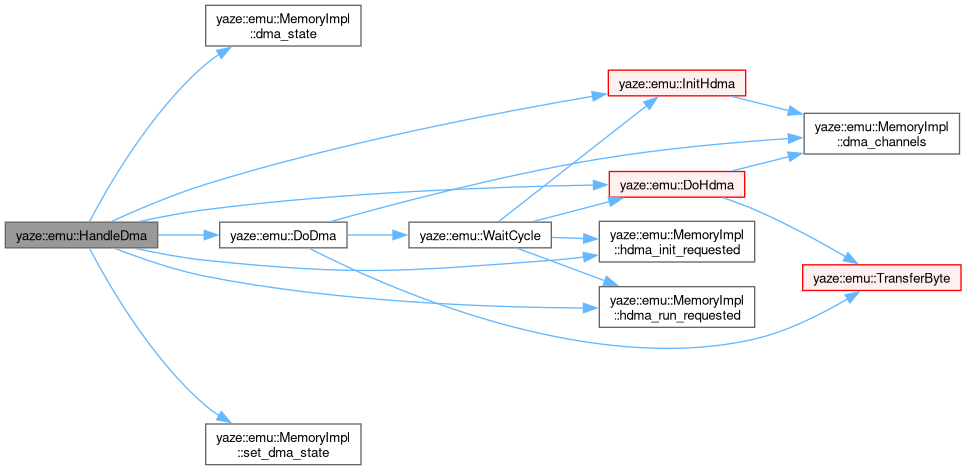 yaze::emu::MemoryImpl
::dma_state
yaze::emu::InitHdma
yaze::emu::MemoryImpl
::dma_channels
yaze::emu::DoHdma
yaze::emu::HandleDma
yaze::emu::DoDma
yaze::emu::WaitCycle
yaze::emu::MemoryImpl
::hdma_init_requested
yaze::emu::TransferByte
yaze::emu::MemoryImpl
::hdma_run_requested
yaze::emu::MemoryImpl
::set_dma_state